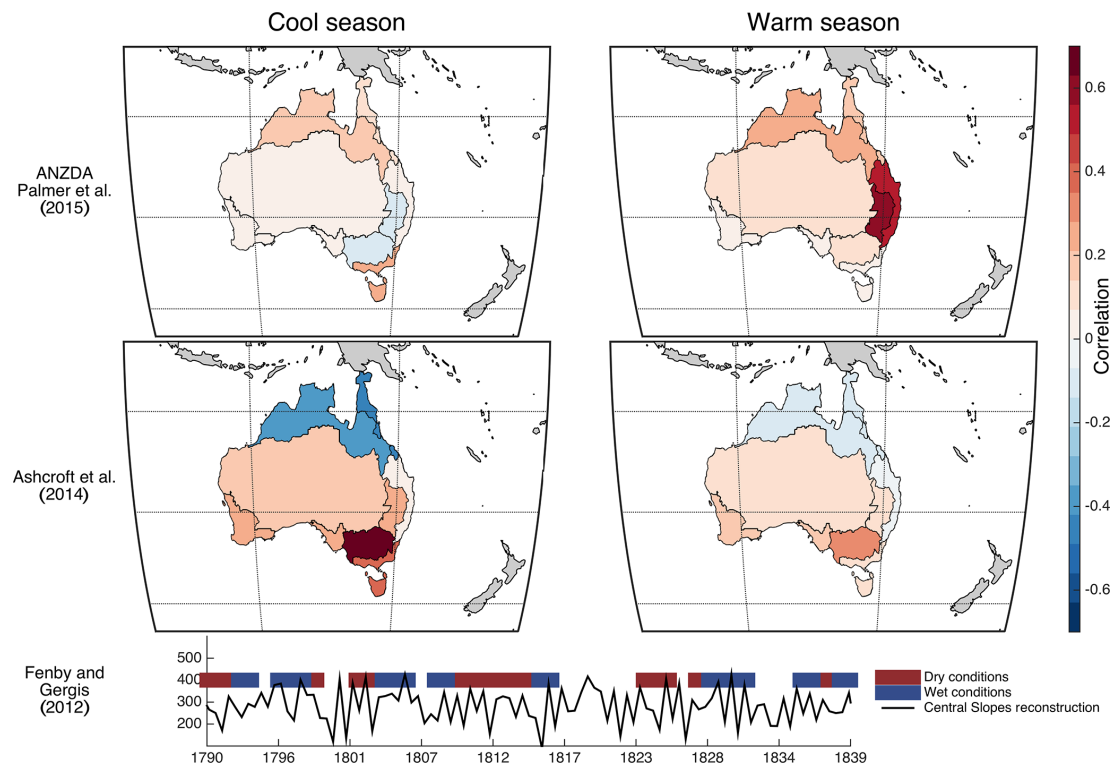 Cool season
Warm season
ANZDA
Palmer et al.
(2015)
Ashcroft et al.
(2014)
0.6
0.4
0.2
0
-0.2
-0.4
-0.6
Correlation
Fenby and
Gergis
(2012)
500
400
300
200
Dry conditions
Wet conditions
Central Slopes reconstruction
1790 1796 1801 1807 1812 1817 1823 1828 1834 1839